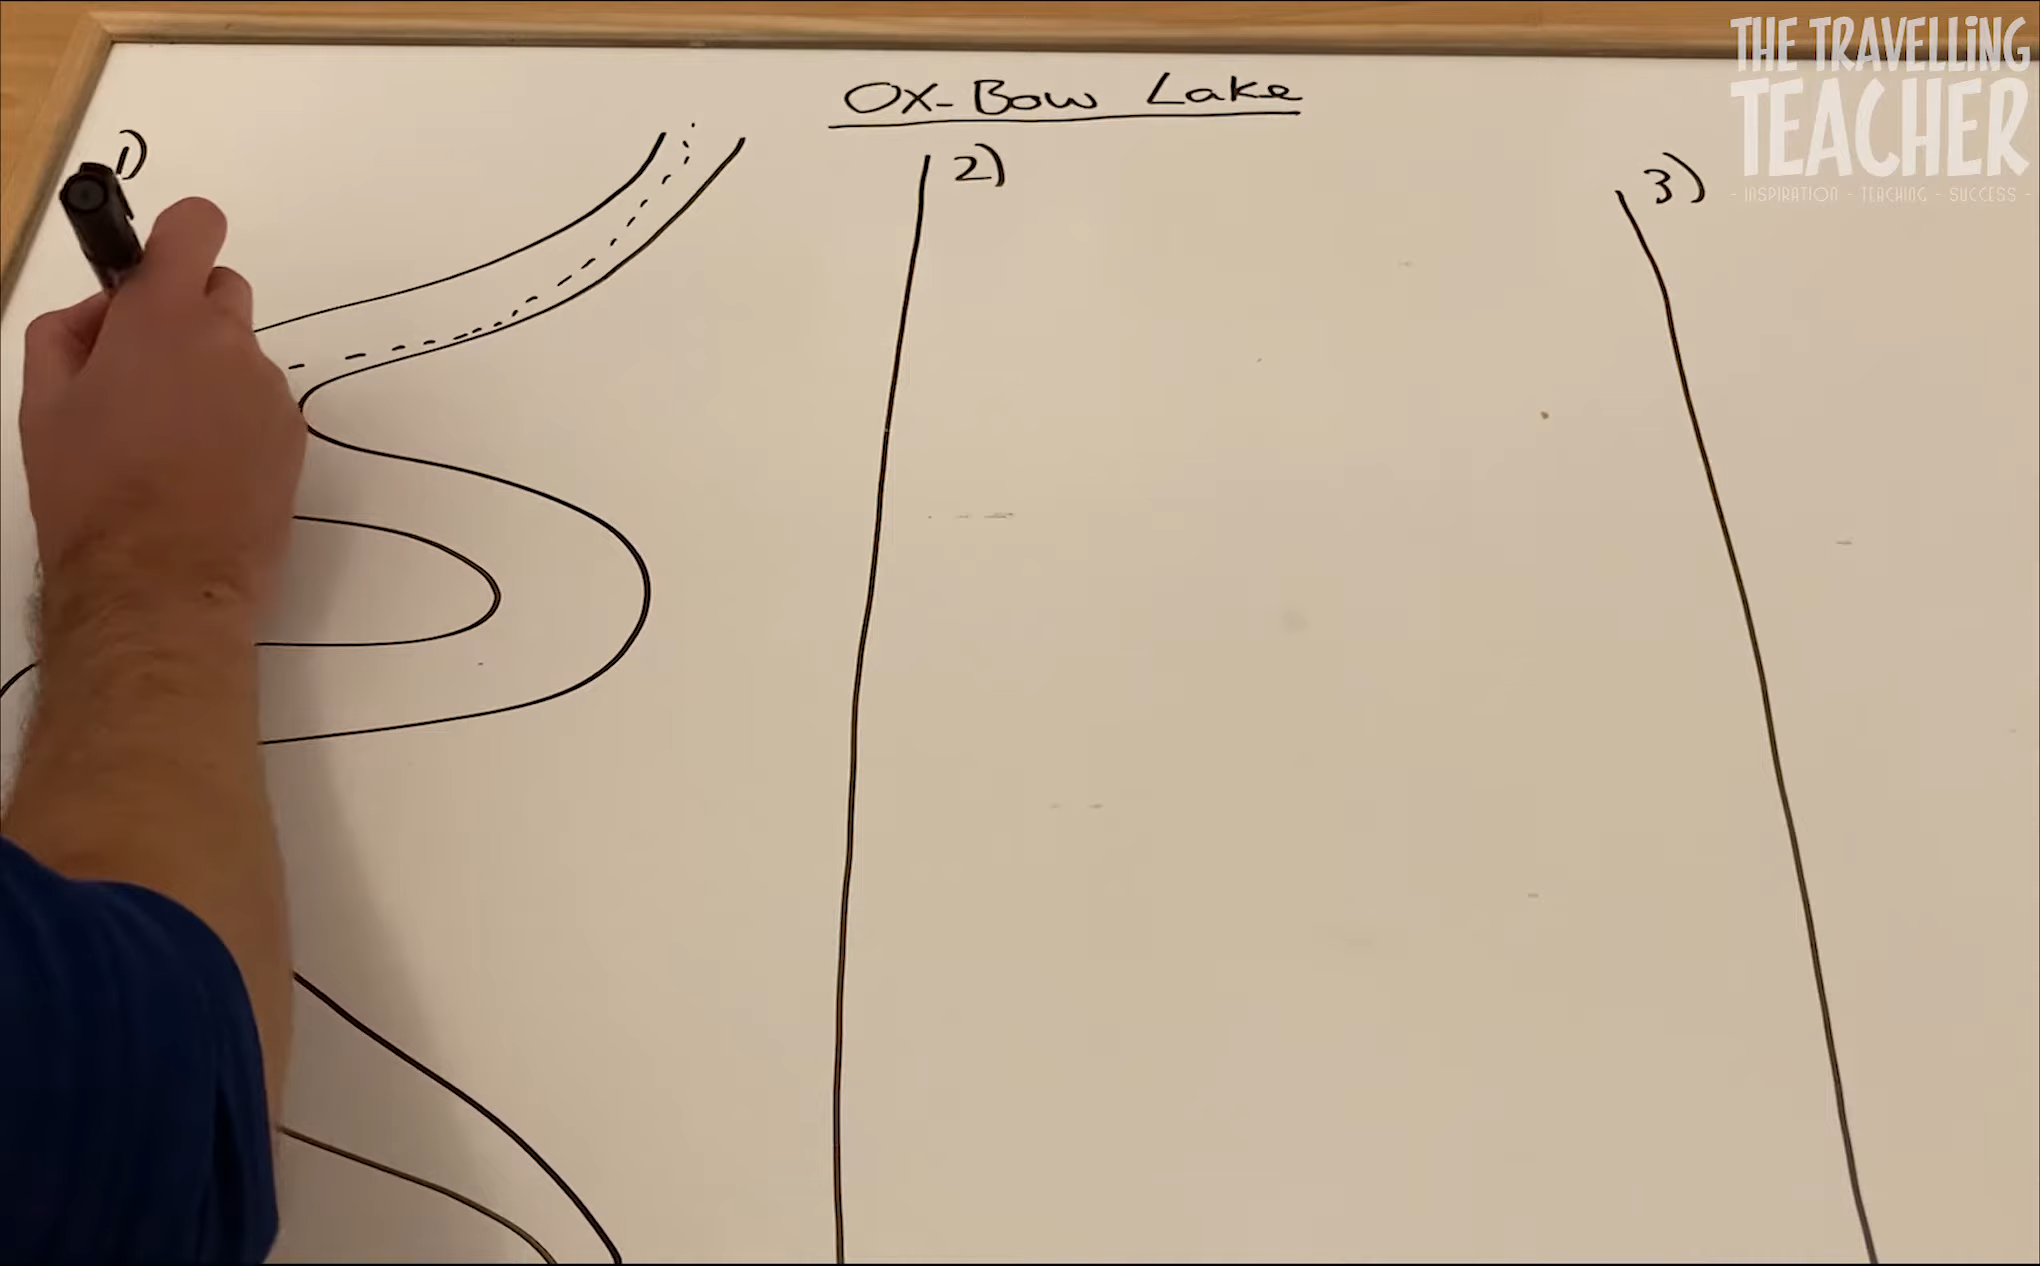 THE TRAVELLING
TEACHER
- INSPIRATION - TEACHING - SUCCESS -
Ox-Bow Lake
1)
2)
3)